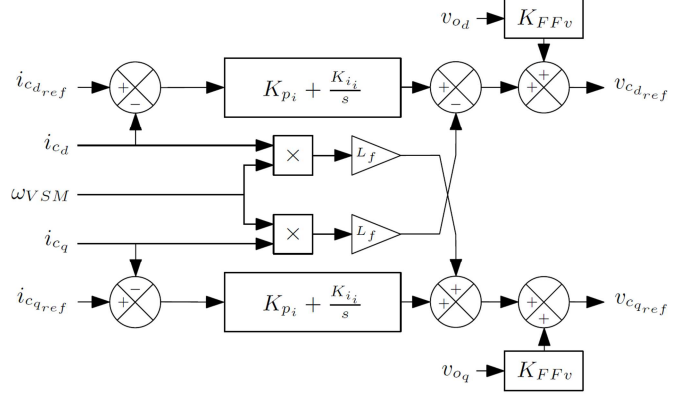 v_{o_d} K_{FFv}
i_{c_{d_{ref}}} + − K_{p_i} + \frac{K_{i_i}}{s} − + + v_{c_{d_{ref}}}
i_{c_d} × L_f
ω_{VSM}
i_{c_q} × L_f
i_{c_{q_{ref}}} + − K_{p_i} + \frac{K_{i_i}}{s} + + + + v_{c_{q_{ref}}}
v_{o_q} K_{FFv}